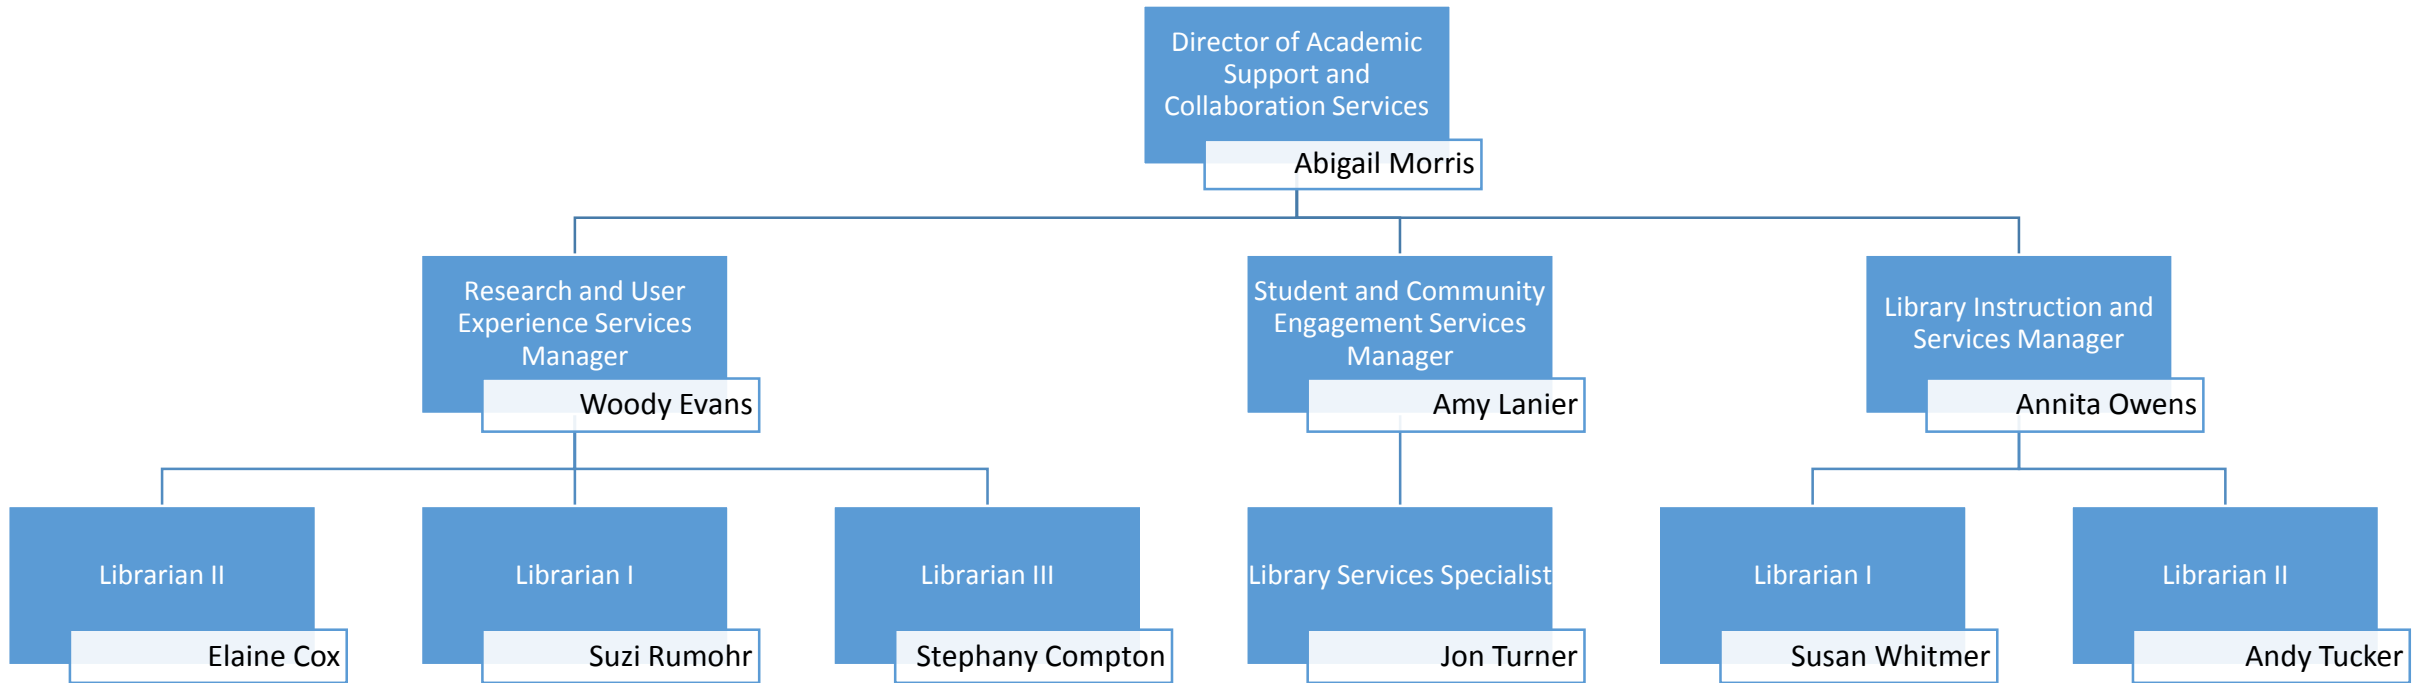 Director of Academic
Support and
Collaboration Services
Abigail Morris
Research and User
Experience Services
Manager
Woody Evans
Student and Community
Engagement Services
Manager
Amy Lanier
Library Instruction and
Services Manager
Annita Owens
Librarian II
Elaine Cox
Librarian I
Suzi Rumohr
Librarian III
Stephany Compton
Library Services Specialist
Jon Turner
Librarian I
Susan Whitmer
Librarian II
Andy Tucker